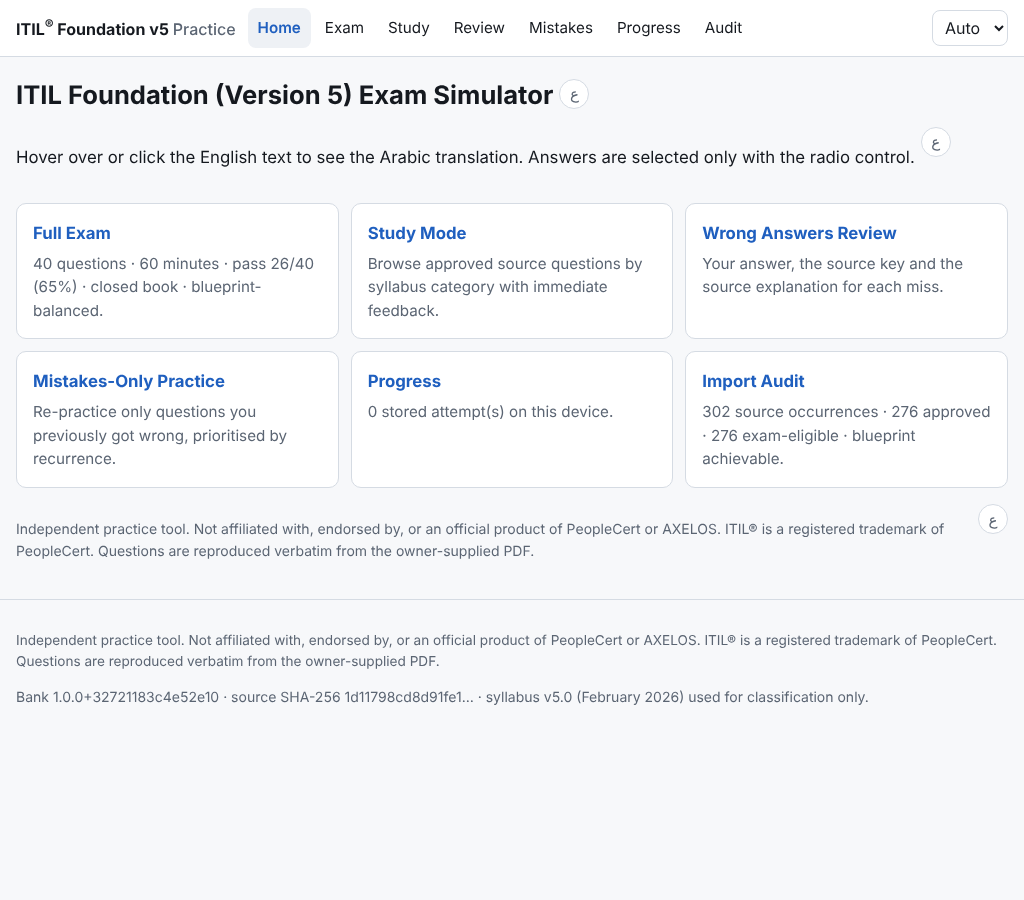 ITIL® Foundation v5 Practice Home Exam Study Review Mistakes Progress Audit Auto
ITIL Foundation (Version 5) Exam Simulator ع
Hover over or click the English text to see the Arabic translation. Answers are selected only with the radio control. ع
Full Exam
40 questions · 60 minutes · pass 26/40
(65%) · closed book · blueprint-
balanced.
Study Mode
Browse approved source questions by
syllabus category with immediate
feedback.
Wrong Answers Review
Your answer, the source key and the
source explanation for each miss.
Mistakes-Only Practice
Re-practice only questions you
previously got wrong, prioritised by
recurrence.
Progress
0 stored attempt(s) on this device.
Import Audit
302 source occurrences · 276 approved
· 276 exam-eligible · blueprint
achievable.
Independent practice tool. Not affiliated with, endorsed by, or an official product of PeopleCert or AXELOS. ITIL® is a registered trademark of ع
PeopleCert. Questions are reproduced verbatim from the owner-supplied PDF.
Independent practice tool. Not affiliated with, endorsed by, or an official product of PeopleCert or AXELOS. ITIL® is a registered trademark of PeopleCert.
Questions are reproduced verbatim from the owner-supplied PDF.
Bank 1.0.0+32721183c4e52e10 · source SHA-256 1d11798cd8d91fe1… · syllabus v5.0 (February 2026) used for classification only.